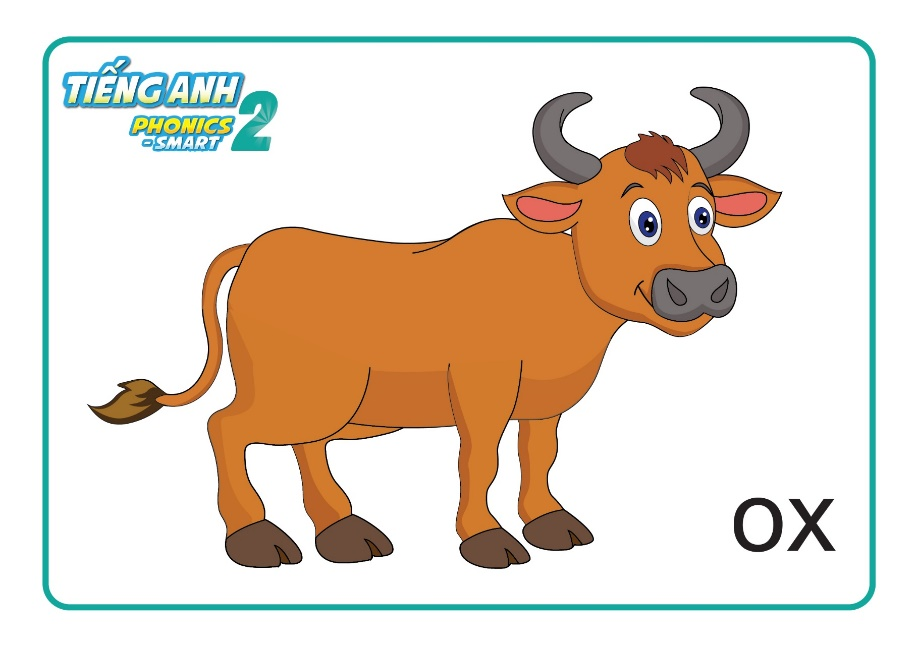 TIẾNG ANH 2
PHONICS
-SMART
ox